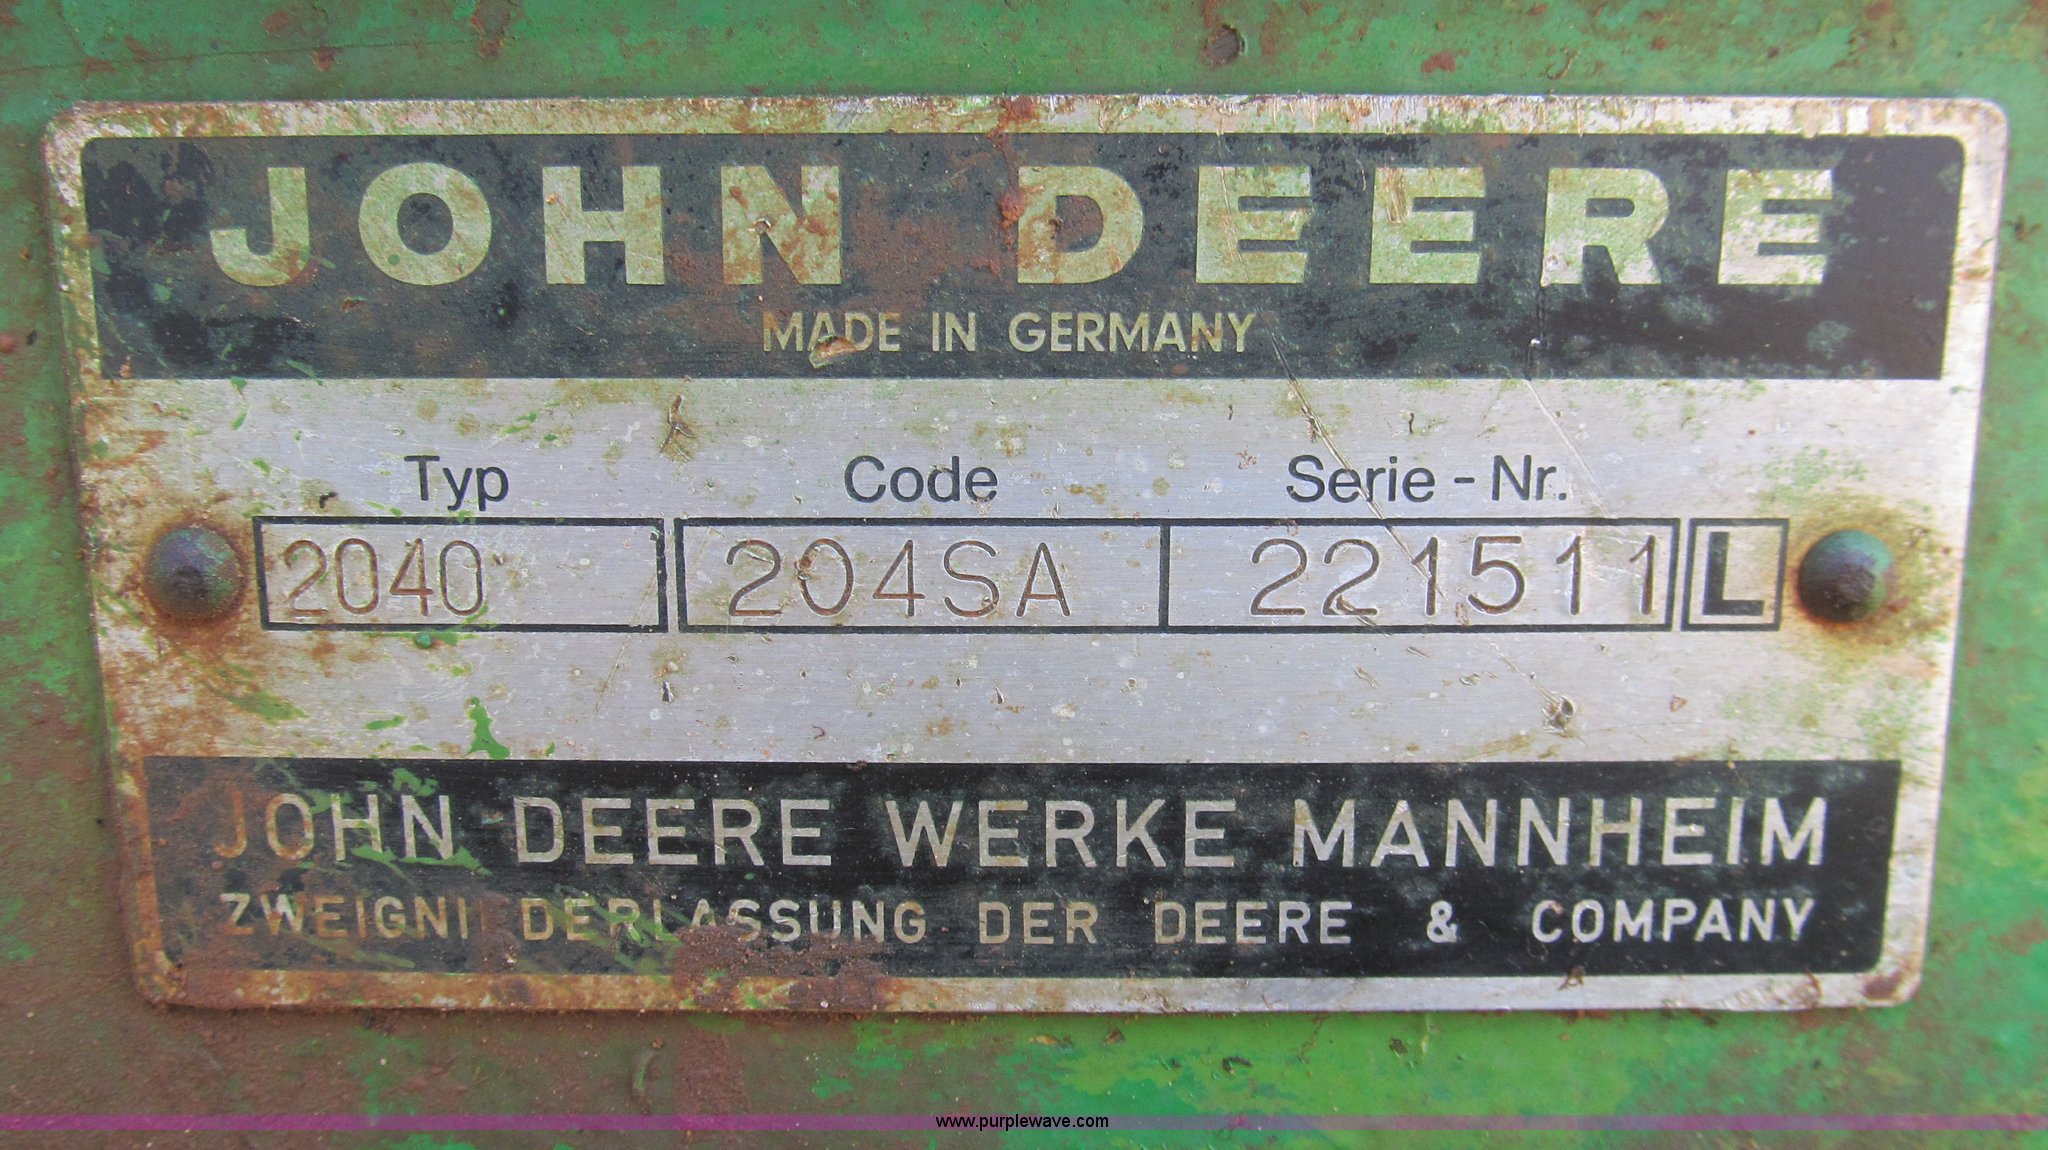 JOHN DEERE
MADE IN GERMANY
Typ Code Serie - Nr.
2040 204SA 221511 L
JOHN DEERE WERKE MANNHEIM
ZWEIGNIEDERLASSUNG DER DEERE & COMPANY
www.purplewave.com